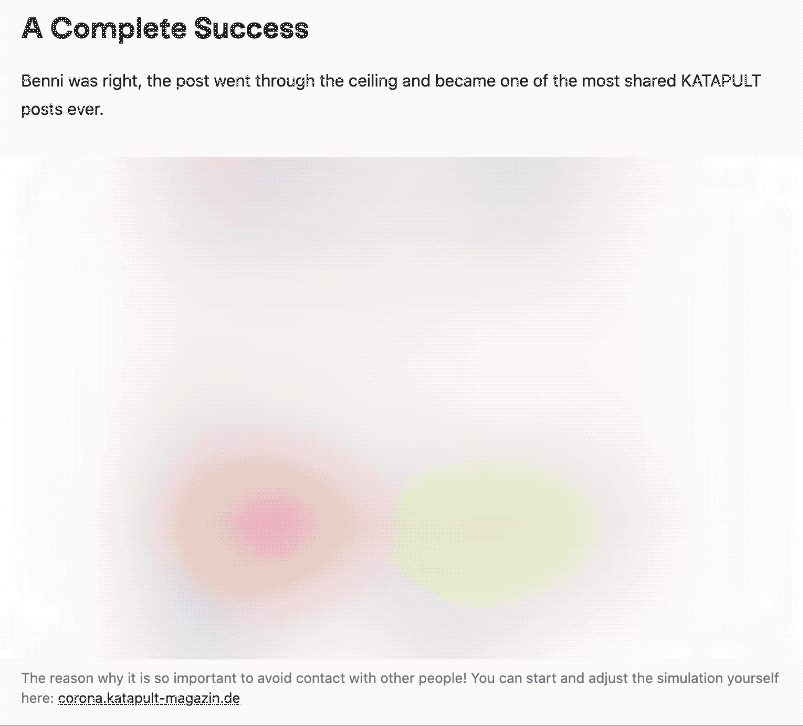 A Complete Success
Benni was right, the post went through the ceiling and became one of the most shared KATAPULT
posts ever.
The reason why it is so important to avoid contact with other people! You can start and adjust the simulation yourself
here: corona.katapult-magazin.de